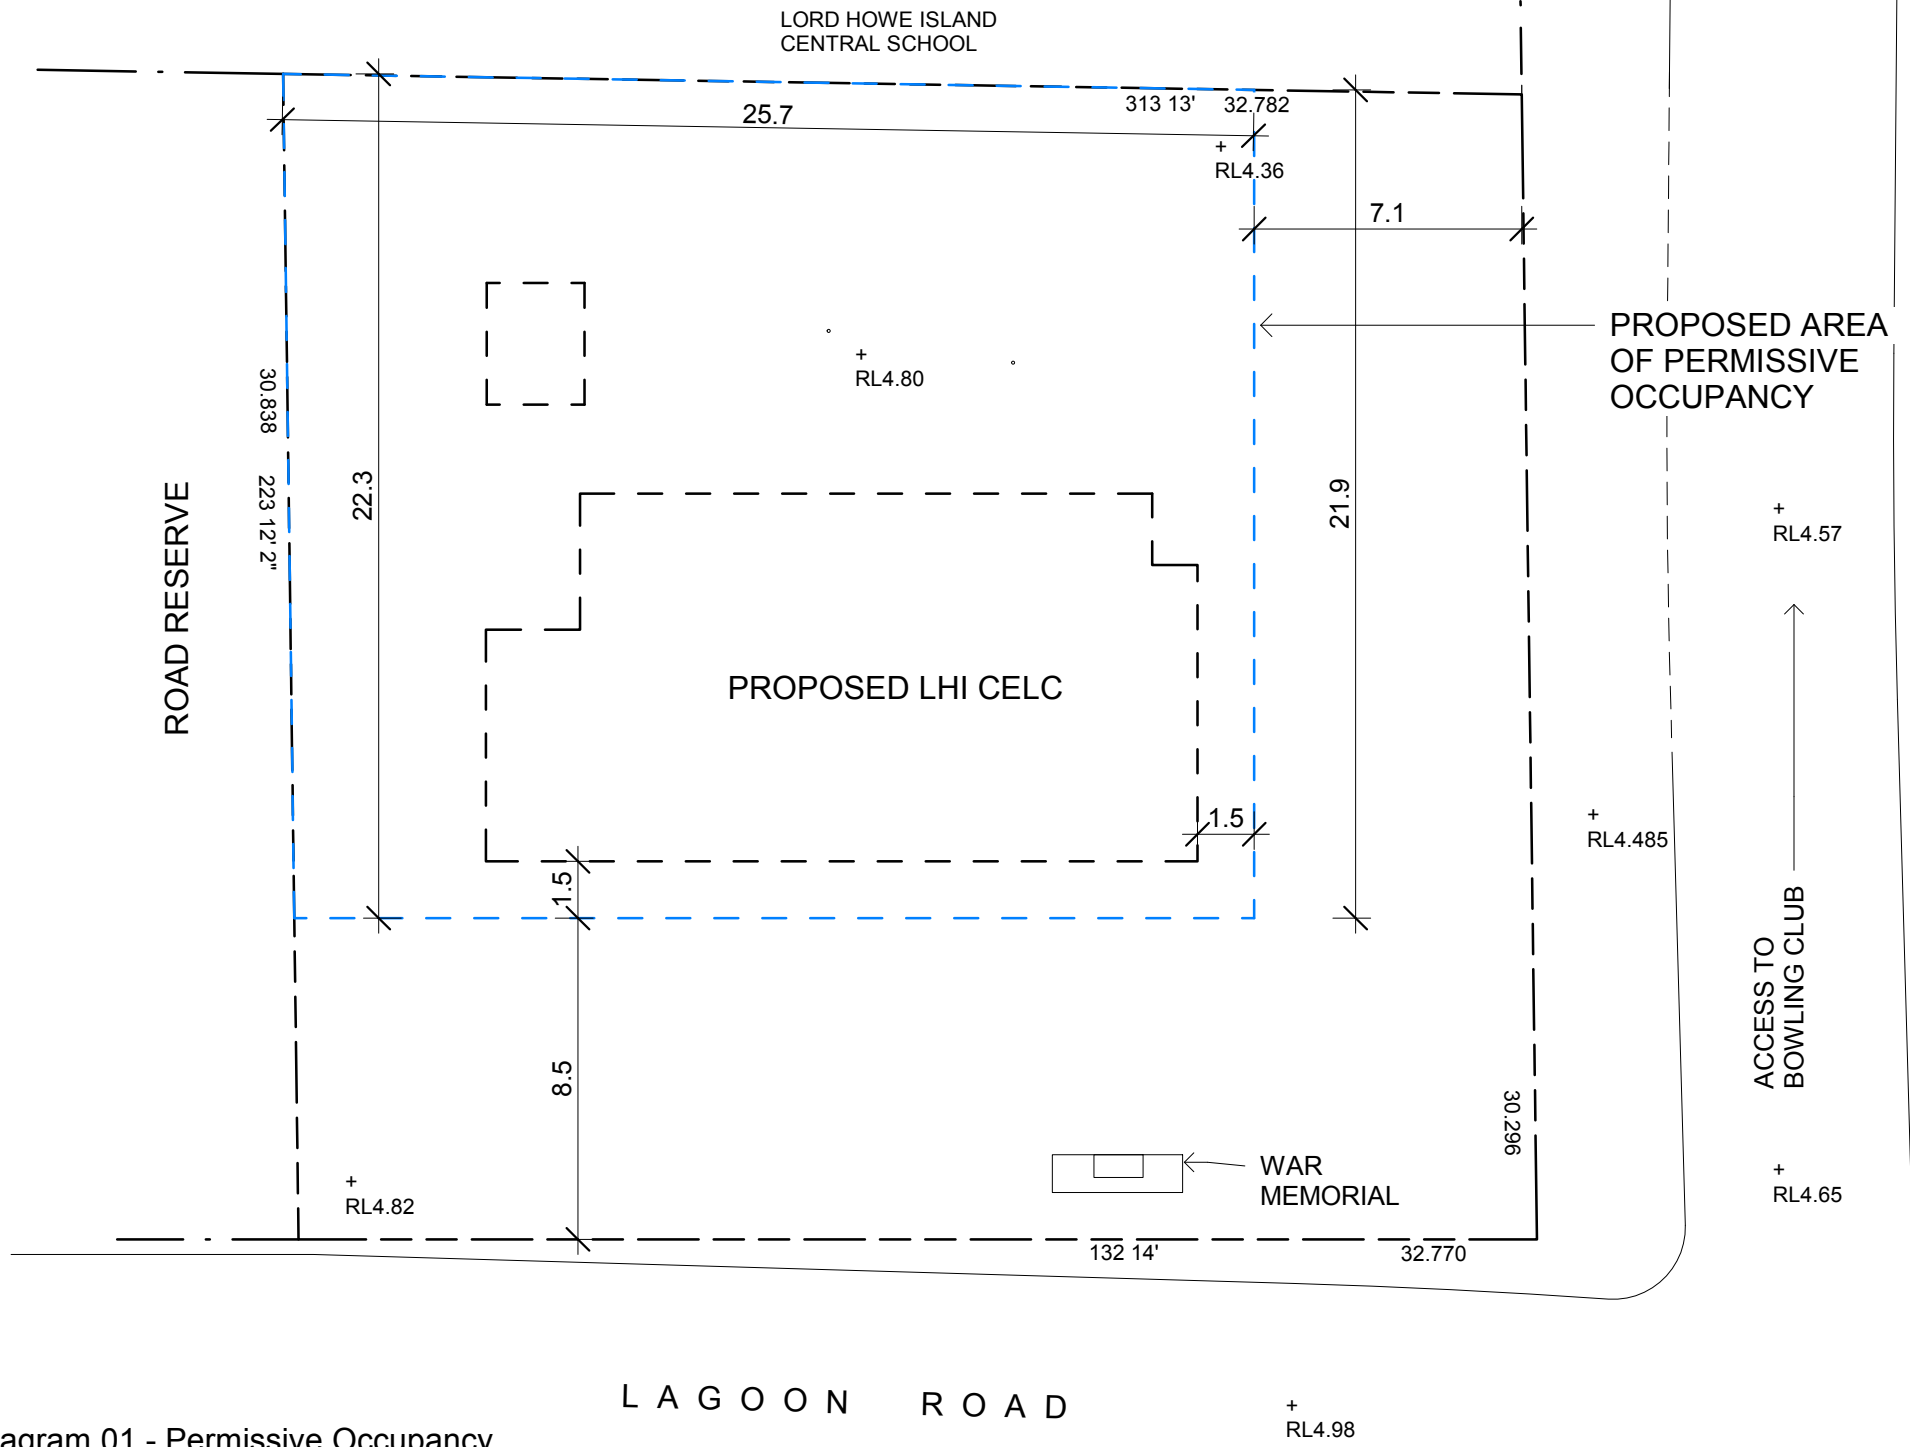 LORD HOWE ISLAND
CENTRAL SCHOOL
313 13' 32.782
25.7
RL4.36
7.1
PROPOSED AREA
OF PERMISSIVE
OCCUPANCY
RL4.80
30.838 223 12' 2"
22.3
21.9
ROAD RESERVE
RL4.57
PROPOSED LHI CELC
1.5
RL4.485
1.5
ACCESS TO
BOWLING CLUB
8.5
30.296
WAR
MEMORIAL
RL4.82
RL4.65
132 14' 32.770
LAGOON ROAD
RL4.98
agram 01 - Permissive Occupancy